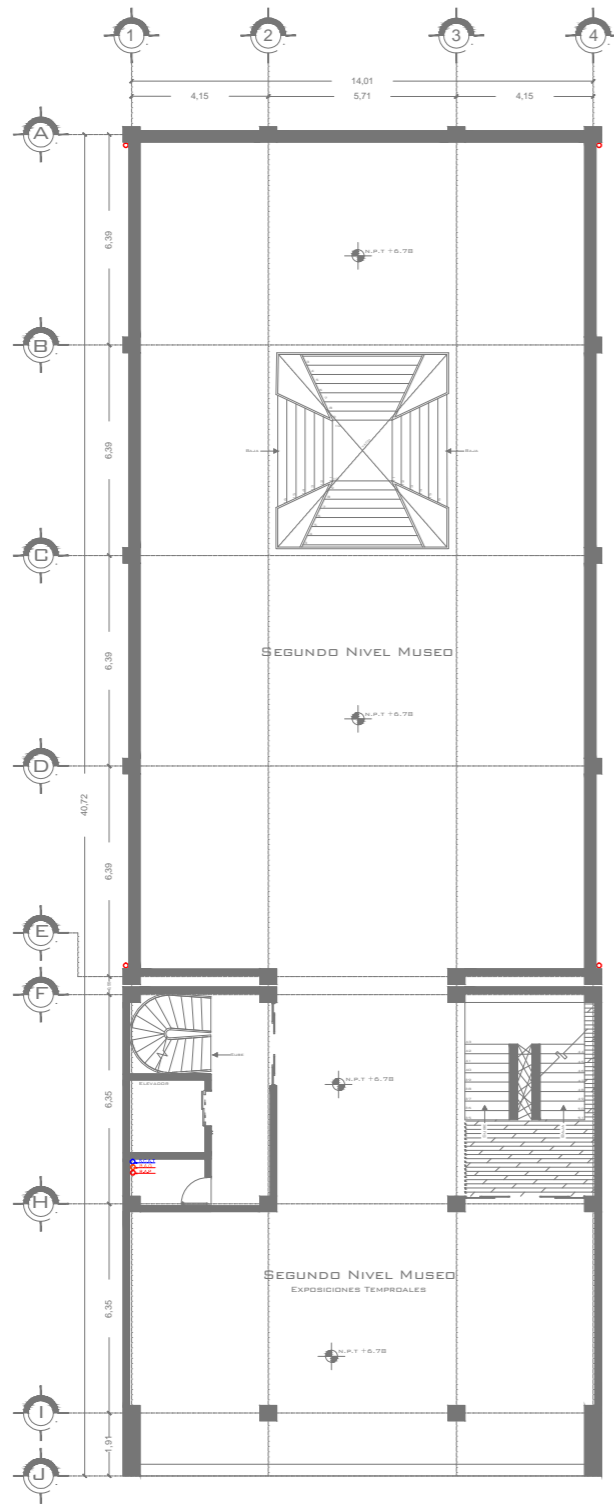 1 2 3 4
14,01
4,15 5,71 4,15
A
6,39
N.P.T +6.78
B
6,39
C
SEGUNDO NIVEL MUSEO
6,39
N.P.T +6.78
D
40,72
6,39
E
F
SUBE
ELEVADOR
N.P.T +6.78
6,35
H
SEGUNDO NIVEL MUSEO
EXPOSICIONES TEMPROALES
6,35
N.P.T +6.78
I
1,91
J